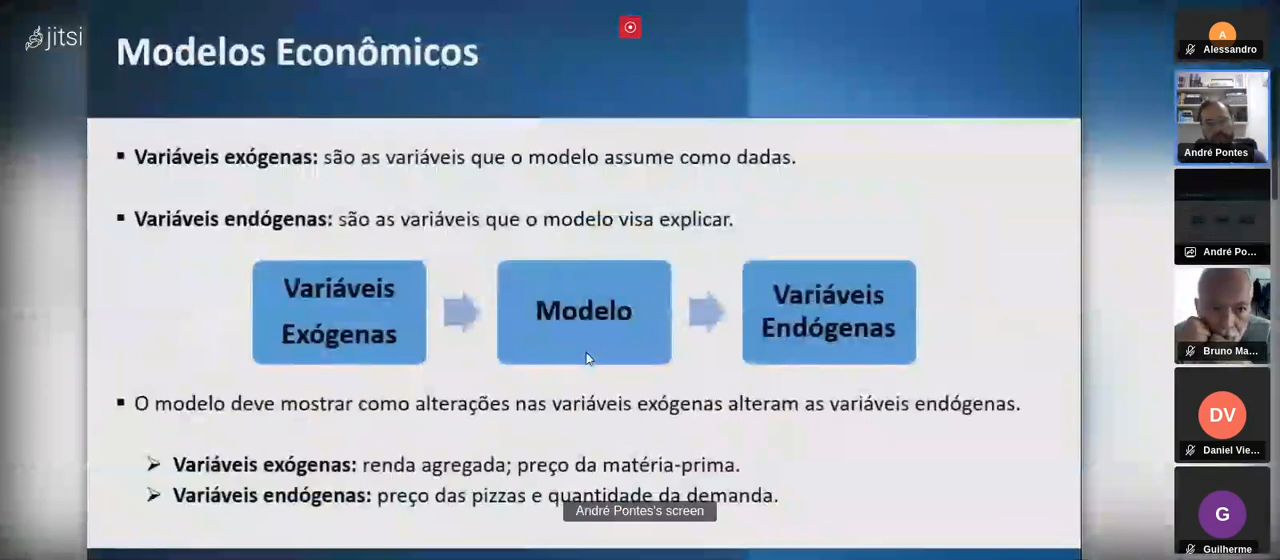 jitsi
Modelos Econômicos
▪ Variáveis exógenas: são as variáveis que o modelo assume como dadas.
▪ Variáveis endógenas: são as variáveis que o modelo visa explicar.
Variáveis
Exógenas
Modelo
Variáveis
Endógenas
▪ O modelo deve mostrar como alterações nas variáveis exógenas alteram as variáveis endógenas.
➢ Variáveis exógenas: renda agregada; preço da matéria-prima.
➢ Variáveis endógenas: preço das pizzas e quantidade da demanda.
André Pontes's screen
A
Alessandro
André Pontes
André Po...
Bruno Ma...
DV
Daniel Vie...
G
Guilherme